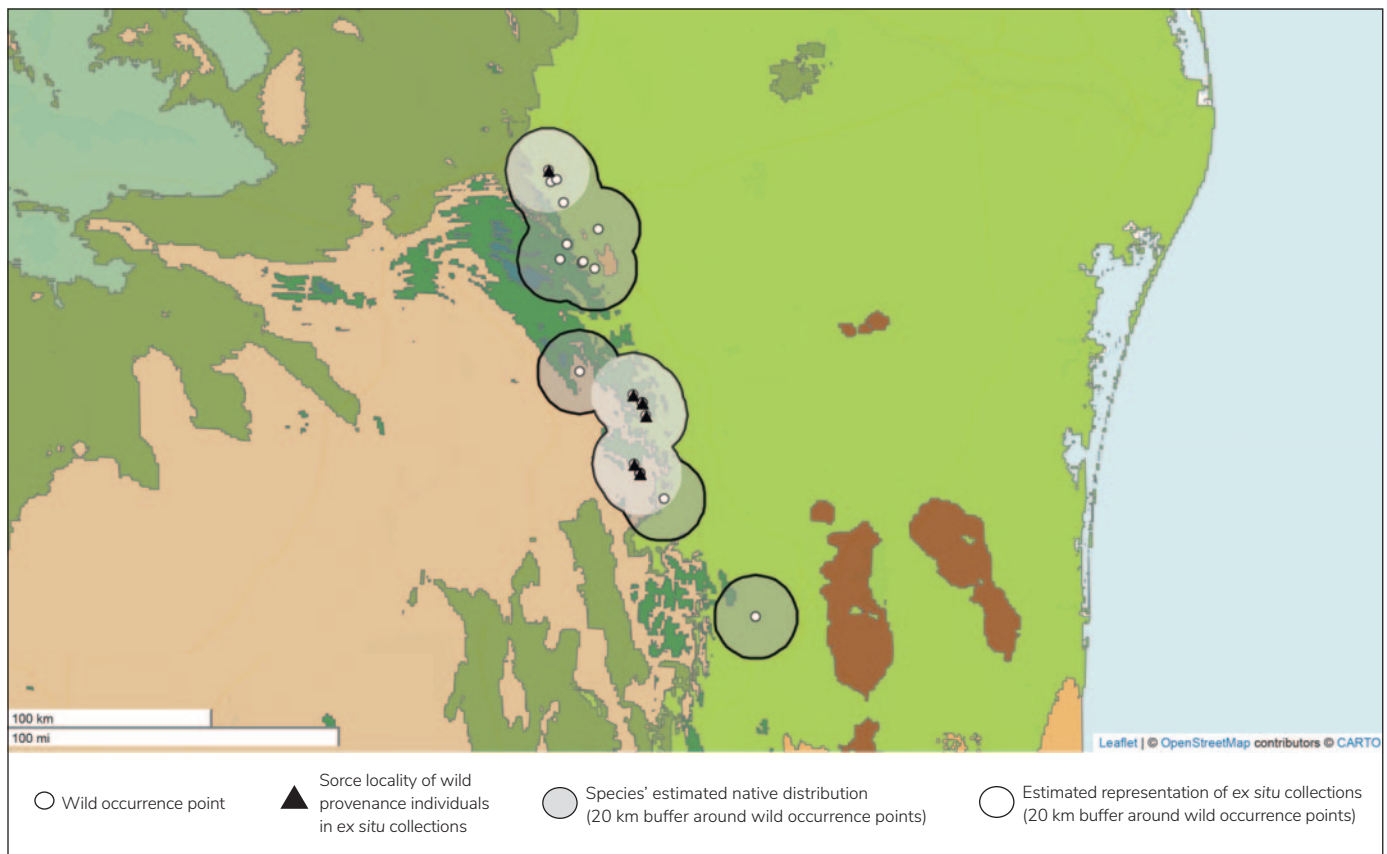 100 km
100 mi
Leaflet | © OpenStreetMap contributors © CARTO
Wild occurrence point
Sorce locality of wild
provenance individuals
in ex situ collections
Species’ estimated native distribution
(20 km buffer around wild occurrence points)
Estimated representation of ex situ collections
(20 km buffer around wild occurrence points)